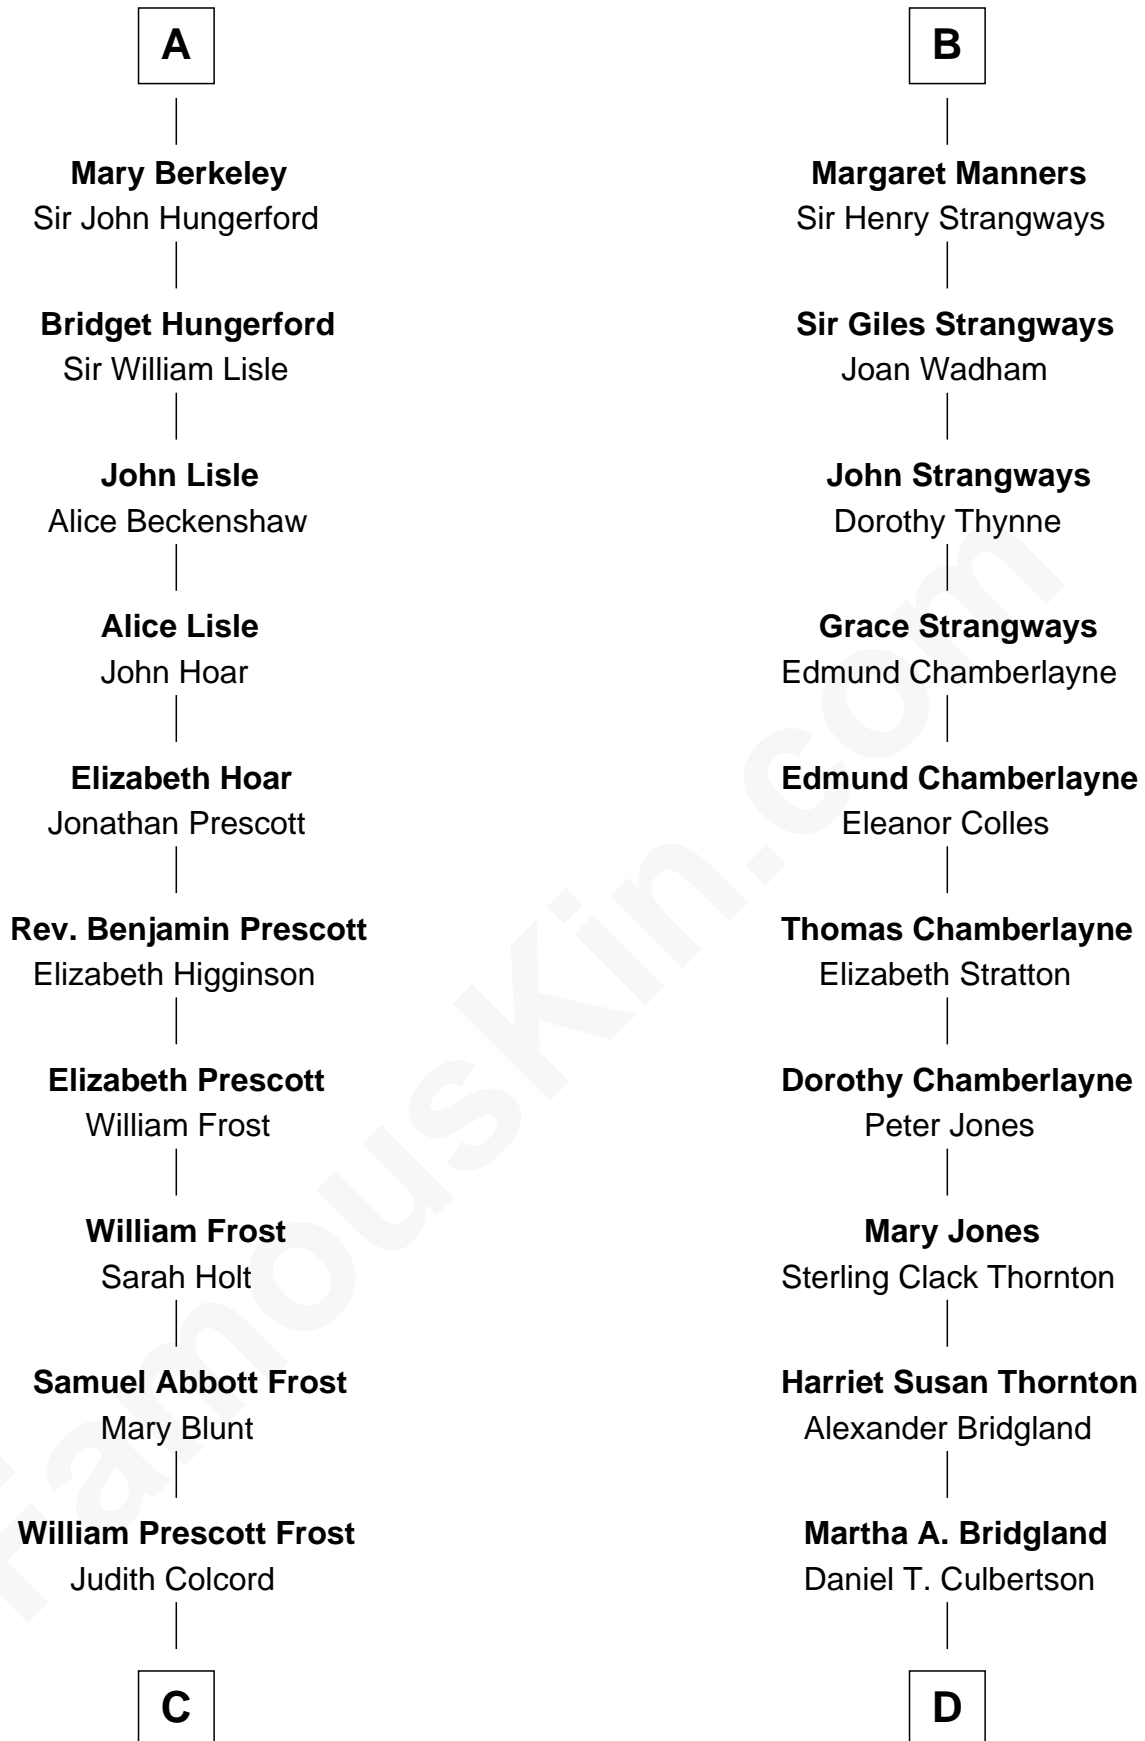 A
Mary Berkeley
Sir John Hungerford
Bridget Hungerford
Sir William Lisle
John Lisle
Alice Beckenshaw
Alice Lisle
John Hoar
Elizabeth Hoar
Jonathan Prescott
Rev. Benjamin Prescott
Elizabeth Higginson
Elizabeth Prescott
William Frost
William Frost
Sarah Holt
Samuel Abbott Frost
Mary Blunt
William Prescott Frost
Judith Colcord
C
B
Margaret Manners
Sir Henry Strangways
Sir Giles Strangways
Joan Wadham
John Strangways
Dorothy Thynne
Grace Strangways
Edmund Chamberlayne
Edmund Chamberlayne
Eleanor Colles
Thomas Chamberlayne
Elizabeth Stratton
Dorothy Chamberlayne
Peter Jones
Mary Jones
Sterling Clack Thornton
Harriet Susan Thornton
Alexander Bridgland
Martha A. Bridgland
Daniel T. Culbertson
D
FamousKin.com